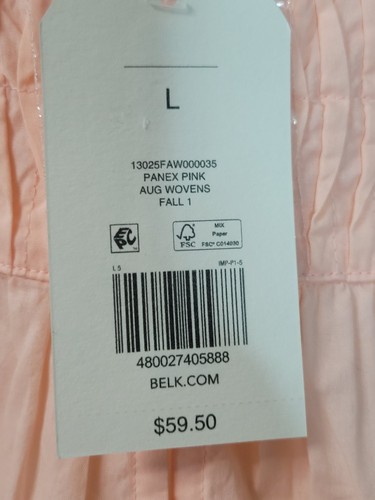 L
13025FAW000035
PANEX PINK
AUG WOVENS
FALL 1
EPC
FSC
MIX
Paper
FSC® C014030
L5
IMP-P1-5
480027405888
BELK.COM
$59.50